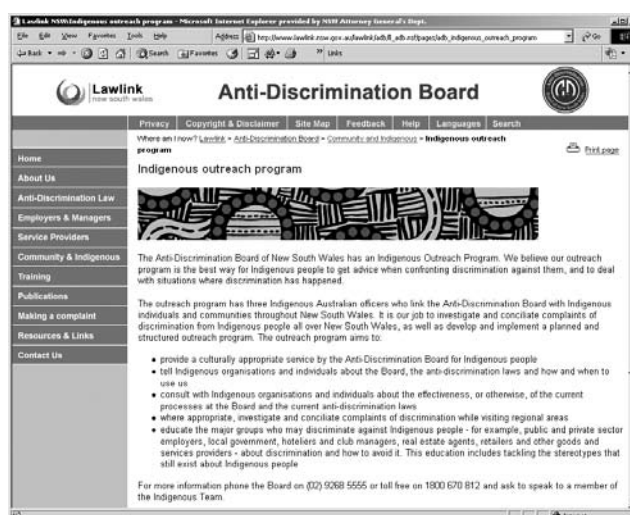 Lawlink NSW: Indigenous outreach program - Microsoft Internet Explorer provided by NSW Attorney General's Dept.
File Edit View Favorites Tools Help Address http://www.lawlink.nsw.gov.au/lawlink/adb/ll_adb.nsf/pages/adb_indigenous_outreach_program Go
Back Search Favorites Links
Lawlink
new south wales
Anti-Discrimination Board
Privacy Copyright & Disclaimer Site Map Feedback Help Languages Search
Where am I now? Lawlink > Anti-Discrimination Board > Community and Indigenous > Indigenous outreach
program
Print page
Home
About Us
Anti-Discrimination Law
Employers & Managers
Service Providers
Community & Indigenous
Training
Publications
Making a complaint
Resources & Links
Contact Us
Indigenous outreach program
The Anti-Discrimination Board of New South Wales has an Indigenous Outreach Program. We believe our outreach
program is the best way for Indigenous people to get advice when confronting discrimination against them, and to deal
with situations where discrimination has happened.
The outreach program has three Indigenous Australian officers who link the Anti-Discrimination Board with Indigenous
individuals and communities throughout New South Wales. It is our job to investigate and conciliate complaints of
discrimination from Indigenous people all over New South Wales, as well as develop and implement a planned and
structured outreach program. The outreach program aims to:
• provide a culturally appropriate service by the Anti-Discrimination Board for Indigenous people
• tell Indigenous organisations and individuals about the Board, the anti-discrimination laws and how and when to
use us
• consult with Indigenous organisations and individuals about the effectiveness, or otherwise, of the current
processes at the Board and the current anti-discrimination laws
• where appropriate, investigate and conciliate complaints of discrimination while visiting regional areas
• educate the major groups who may discriminate against Indigenous people - for example, public and private sector
employers, local government, hoteliers and club managers, real estate agents, retailers and other goods and
services providers - about discrimination and how to avoid it. This education includes tackling the stereotypes that
still exist about Indigenous people
For more information phone the Board on (02) 9268 5555 or toll free on 1800 670 812 and ask to speak to a member of
the Indigenous Team.